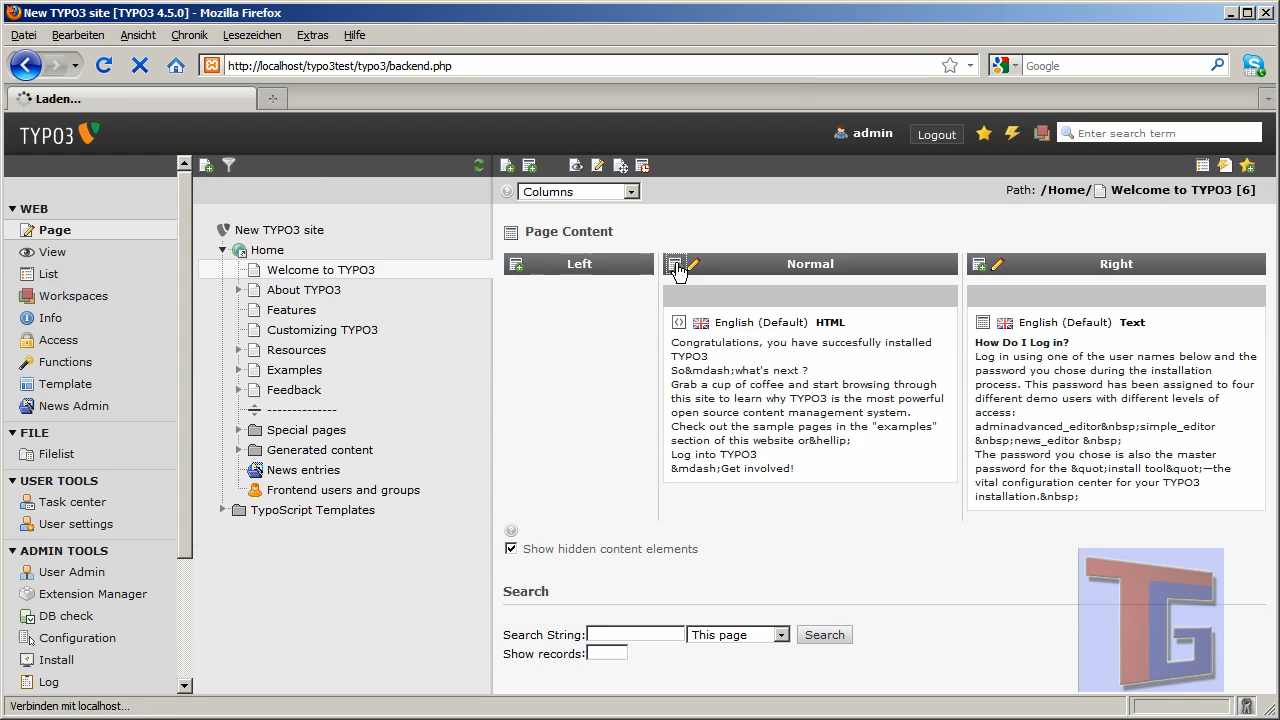 New TYPO3 site [TYPO3 4.5.0] - Mozilla Firefox
Datei Bearbeiten Ansicht Chronik Lesezeichen Extras Hilfe
http://localhost/typo3test/typo3/backend.php
Google
Laden...
TYPO3
admin
Logout
Enter search term
Columns
Path: /Home/ Welcome to TYPO3 [6]
WEB
Page
View
List
Workspaces
Info
Access
Functions
Template
News Admin
FILE
Filelist
USER TOOLS
Task center
User settings
ADMIN TOOLS
User Admin
Extension Manager
DB check
Configuration
Install
Log
New TYPO3 site
Home
Welcome to TYPO3
About TYPO3
Features
Customizing TYPO3
Resources
Examples
Feedback
--------------
Special pages
Generated content
News entries
Frontend users and groups
TypoScript Templates
Page Content
Left
Normal
English (Default) HTML
Congratulations, you have succesfully installed
TYPO3
So&mdash;what's next ?
Grab a cup of coffee and start browsing through
this site to learn why TYPO3 is the most powerful
open source content management system.
Check out the sample pages in the "examples"
section of this website or&hellip;
Log into TYPO3
&mdash;Get involved!
Right
English (Default) Text
How Do I Log in?
Log in using one of the user names below and the
password you chose during the installation
process. This password has been assigned to four
different demo users with different levels of
access:
adminadvanced_editor&nbsp;simple_editor
&nbsp;news_editor &nbsp;
The password you chose is also the master
password for the &quot;install tool&quot;—the
vital configuration center for your TYPO3
installation.&nbsp;
Show hidden content elements
Search
Search String: This page Search
Show records:
TG
Verbinden mit localhost...